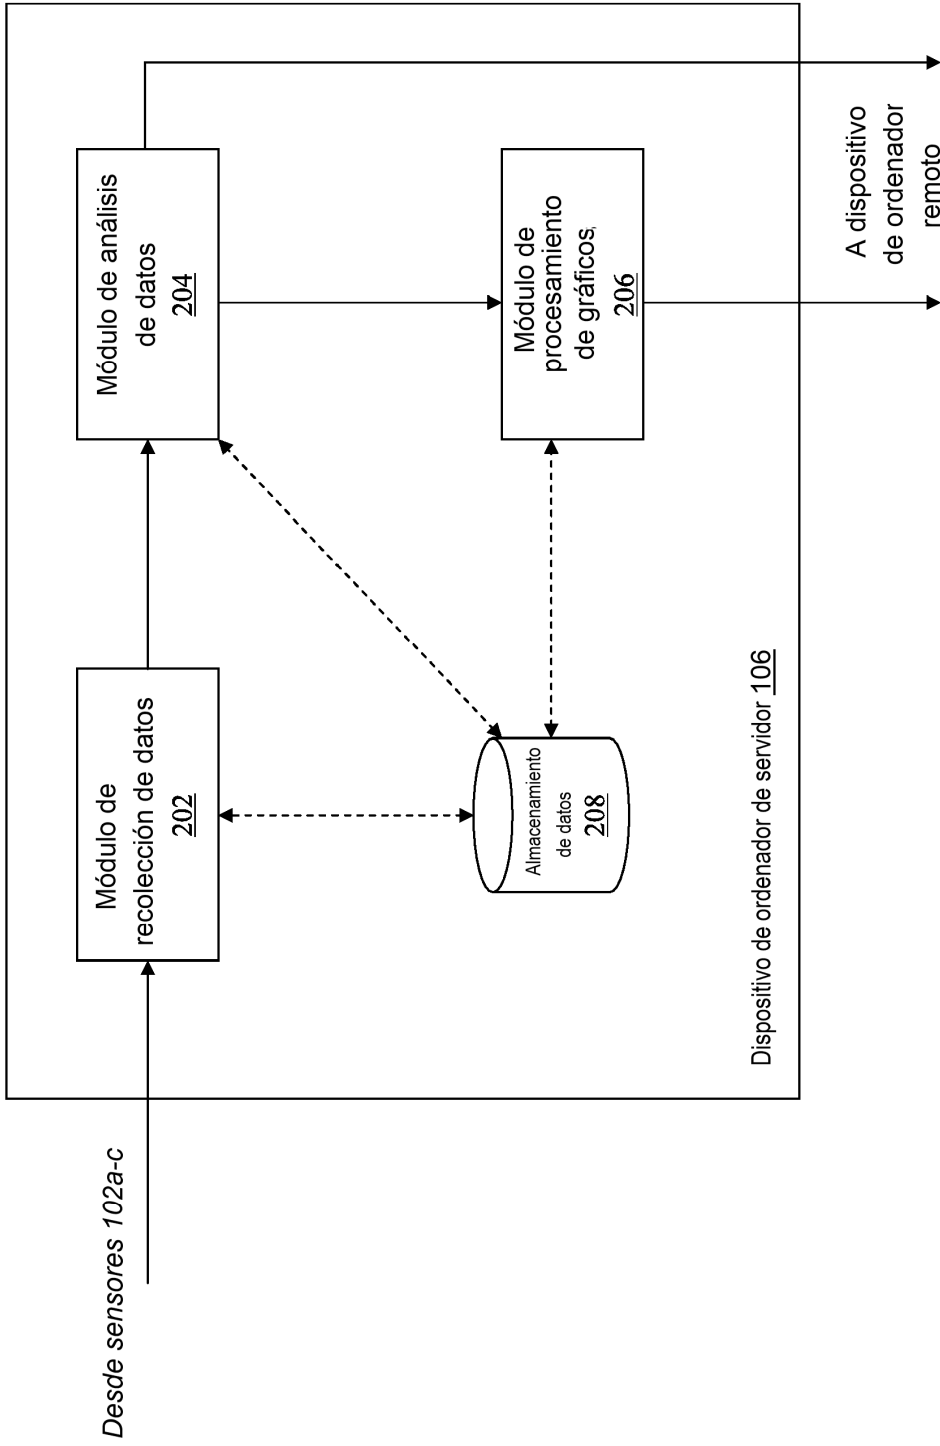 Desde sensores 102a-c
Módulo de
recolección de datos
202
Módulo de análisis
de datos
204
Almacenamiento
de datos
208
Módulo de
procesamiento
de gráficos,
206
Dispositivo de ordenador de servidor 106
A dispositivo
de ordenador
remoto